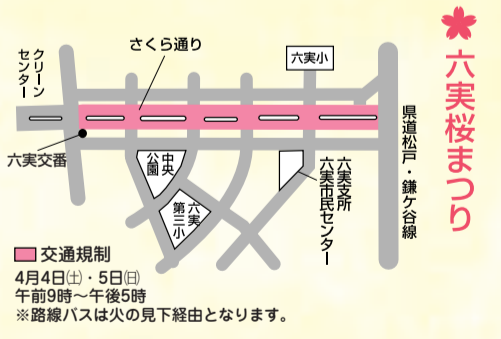 六実桜まつり
さくら通り
クリーン
センター
六実小
六実交番
中央
公園
六実
第三小
六実支所
六実市民センター
県道松戸・鎌ケ谷線
交通規制
4月4日㈯・5日㈰
午前9時～午後5時
※路線バスは火の見下経由となります。